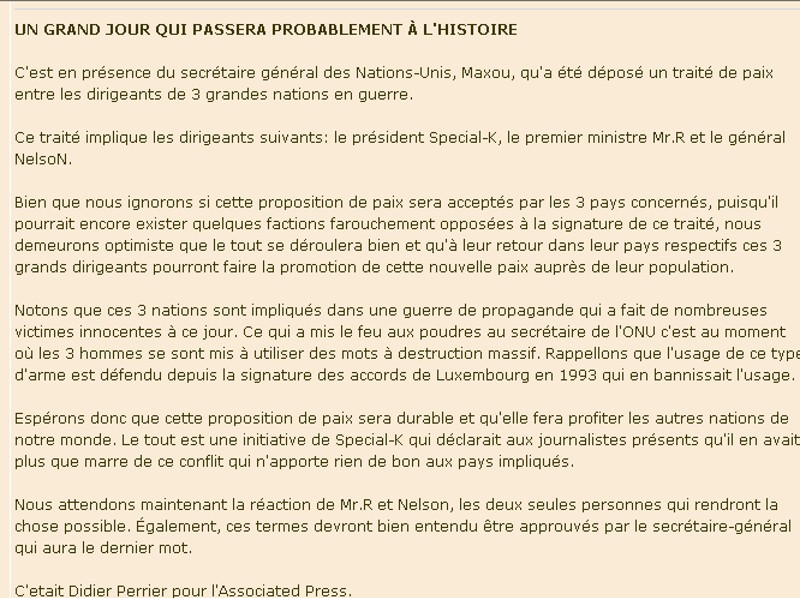 UN GRAND JOUR QUI PASSERA PROBABLEMENT À L'HISTOIRE
C'est en présence du secrétaire général des Nations-Unis, Maxou, qu'a été déposé un traité de paix
entre les dirigeants de 3 grandes nations en guerre.
Ce traité implique les dirigeants suivants: le président Special-K, le premier ministre Mr.R et le général
NelsoN.
Bien que nous ignorons si cette proposition de paix sera acceptés par les 3 pays concernés, puisqu'il
pourrait encore exister quelques factions farouchement opposées à la signature de ce traité, nous
demeurons optimiste que le tout se déroulera bien et qu'à leur retour dans leur pays respectifs ces 3
grands dirigeants pourront faire la promotion de cette nouvelle paix auprès de leur population.
Notons que ces 3 nations sont impliqués dans une guerre de propagande qui a fait de nombreuses
victimes innocentes à ce jour. Ce qui a mis le feu aux poudres au secrétaire de l'ONU c'est au moment
où les 3 hommes se sont mis à utiliser des mots à destruction massif. Rappellons que l'usage de ce type
d'arme est défendu depuis la signature des accords de Luxembourg en 1993 qui en bannissait l'usage.
Espérons donc que cette proposition de paix sera durable et qu'elle fera profiter les autres nations de
notre monde. Le tout est une initiative de Special-K qui déclarait aux journalistes présents qu'il en avait
plus que marre de ce conflit qui n'apporte rien de bon aux pays impliqués.
Nous attendons maintenant la réaction de Mr.R et Nelson, les deux seules personnes qui rendront la
chose possible. Également, ces termes devront bien entendu être approuvés par le secrétaire-général
qui aura le dernier mot.
C'etait Didier Perrier pour l'Associated Press.